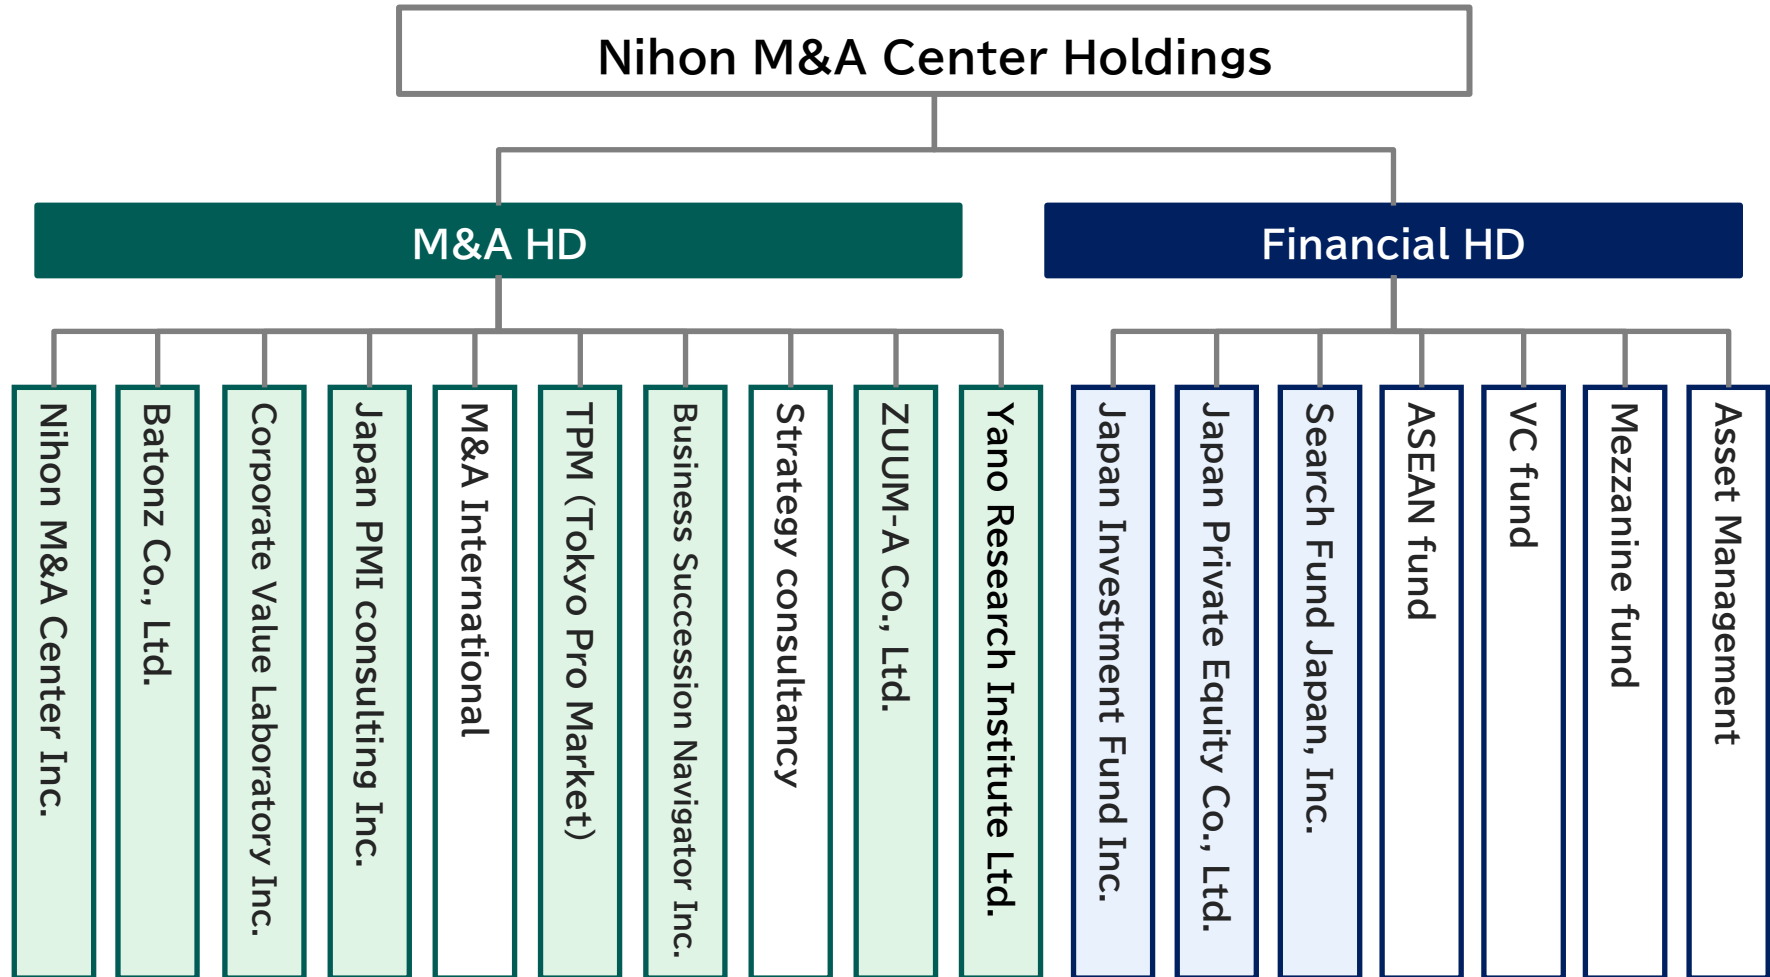 Nihon M&A Center Holdings
M&A HD
Financial HD
Nihon M&A Center Inc.
Batonz Co., Ltd.
Corporate Value Laboratory Inc.
Japan PMI consulting Inc.
M&A International
TPM (Tokyo Pro Market)
Business Succession Navigator Inc.
Strategy consultancy
ZUUM-A Co., Ltd.
Yano Research Institute Ltd.
Japan Investment Fund Inc.
Japan Private Equity Co., Ltd.
Search Fund Japan, Inc.
ASEAN fund
VC fund
Mezzanine fund
Asset Management